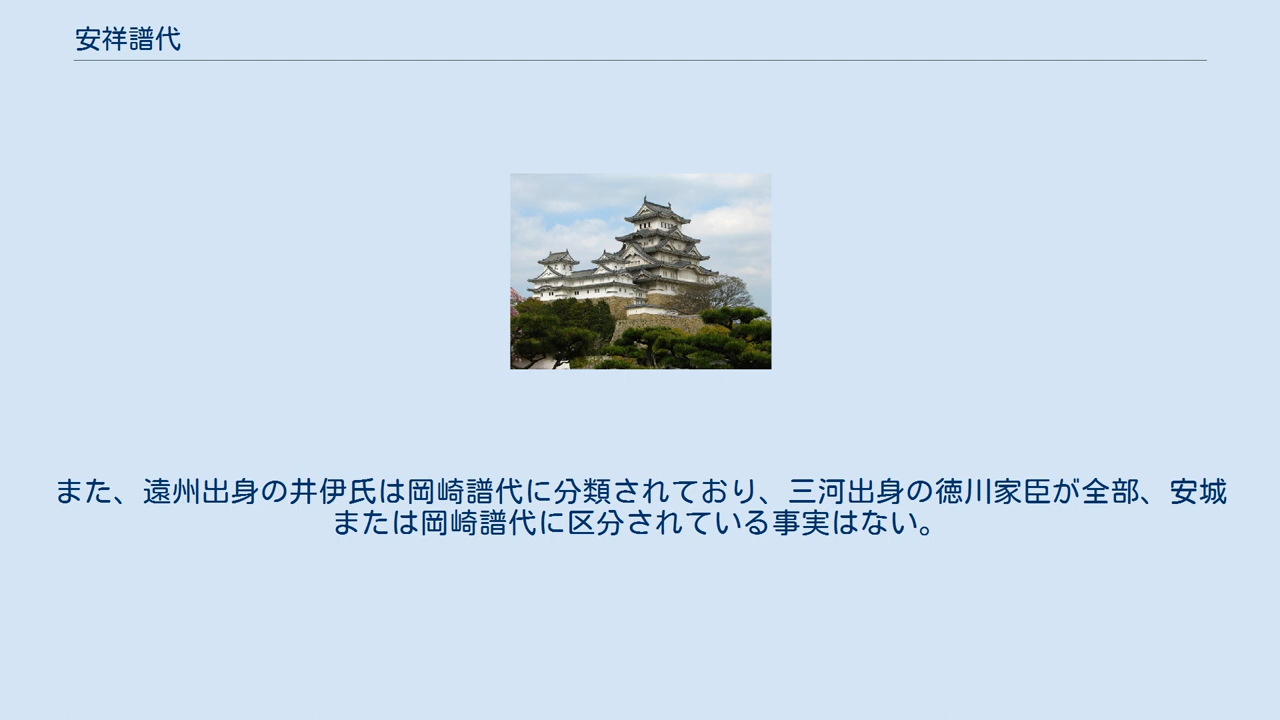 安祥譜代
また、遠州出身の井伊氏は岡崎譜代に分類されており、三河出身の徳川家臣が全部、安城
または岡崎譜代に区分されている事実はない。